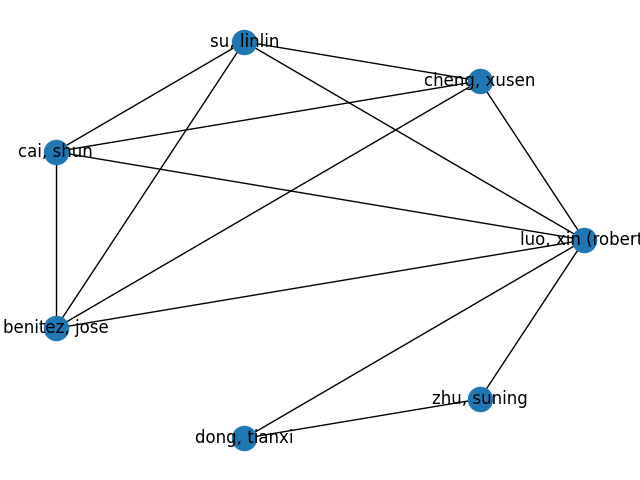 su, linlin
cheng, xusen
cai, shun
luo, xin (robert
benitez, jose
zhu, suning
dong, tianxi